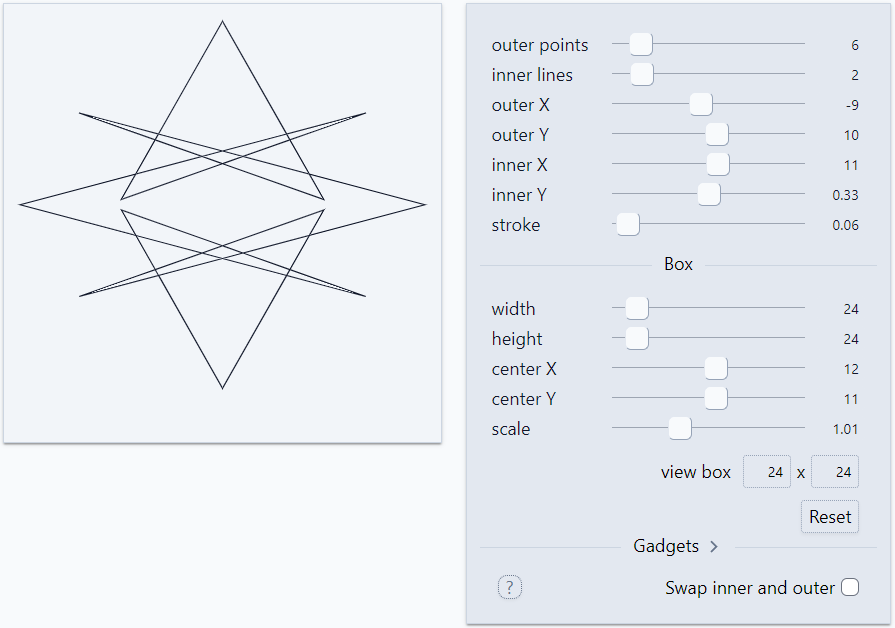 outer points 6
inner lines 2
outer X -9
outer Y 10
inner X 11
inner Y 0.33
stroke 0.06
Box
width 24
height 24
center X 12
center Y 11
scale 1.01
view box 24 x 24
Reset
Gadgets >
? Swap inner and outer